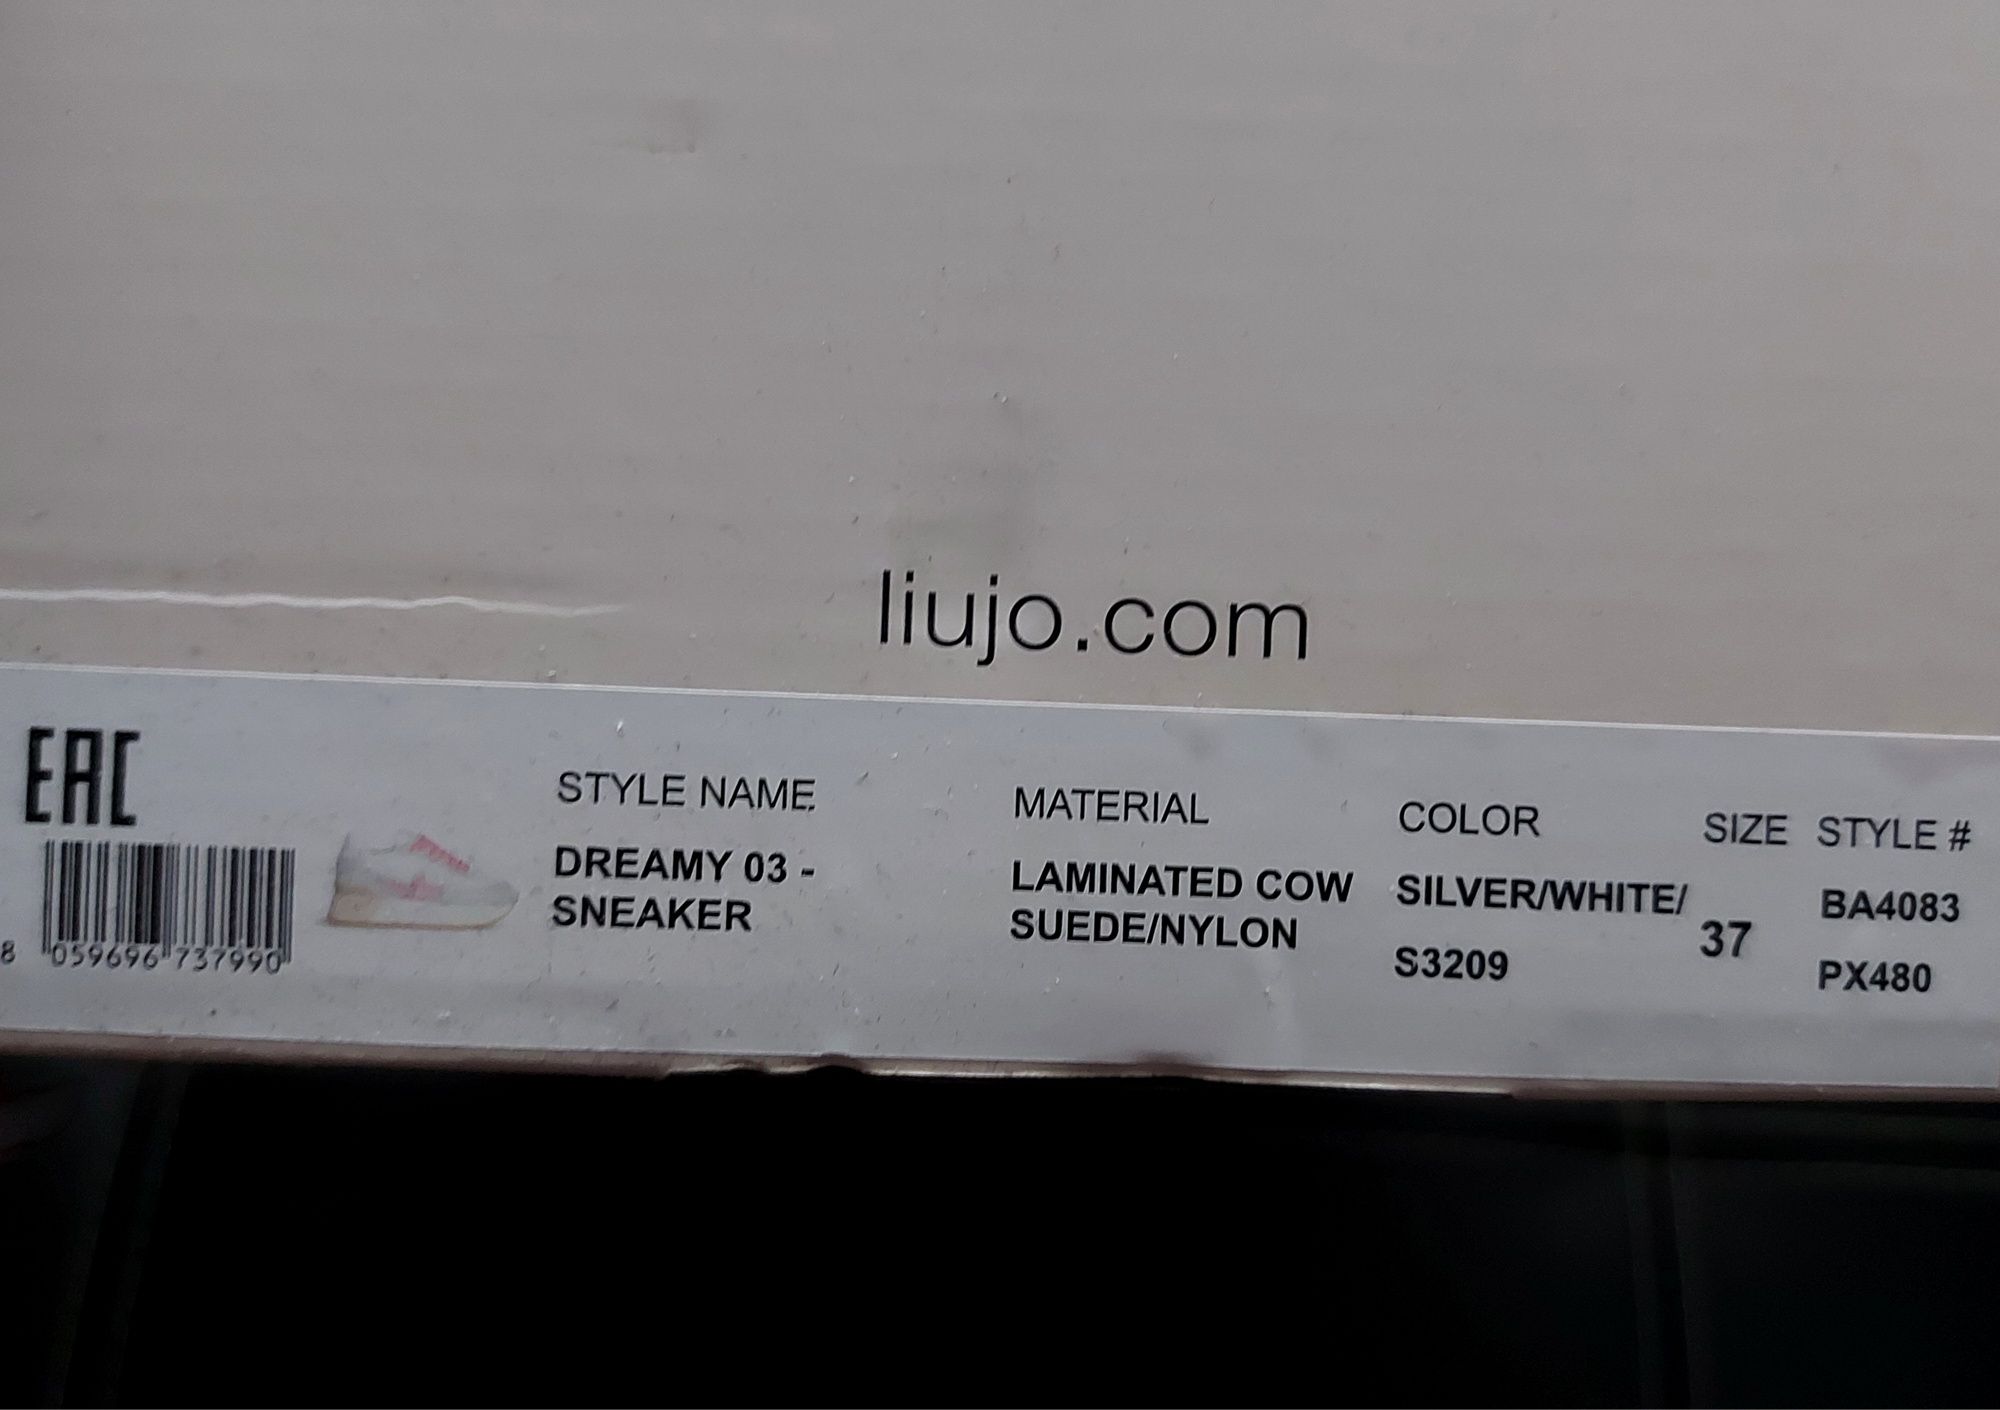 liujo.com
EAC
8 059696 737990
STYLE NAME
DREAMY 03 -
SNEAKER
MATERIAL
LAMINATED COW
SUEDE/NYLON
COLOR
SILVER/WHITE/
S3209
SIZE
37
STYLE #
BA4083
PX480